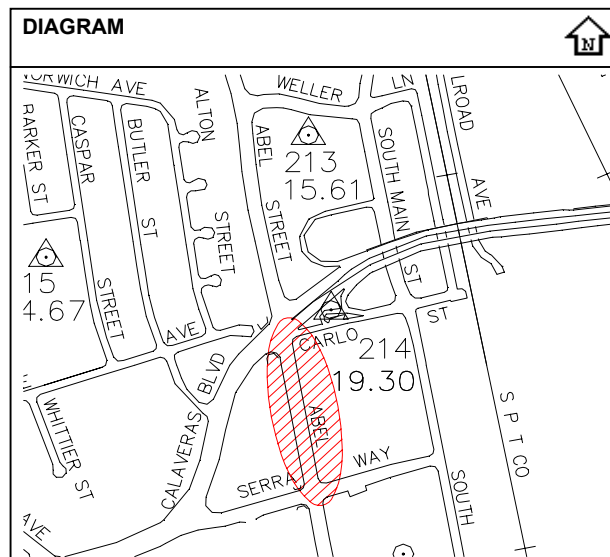 DIAGRAM
N
NORWICH AVE
WELLER
LN
LROAD
AVE
PARKER ST
CASPAR
STREET
BUTLER
ST
ALTON
STREET
ABEL
STREET
213
15.61
SOUTH MAIN
ST
15
4.67
AVE
BLVD
CALAVERAS
CARLO
ST
214
19.30
ABEL
WHITTIER ST
SERRA
WAY
SOUTH
S P T CO
AVE